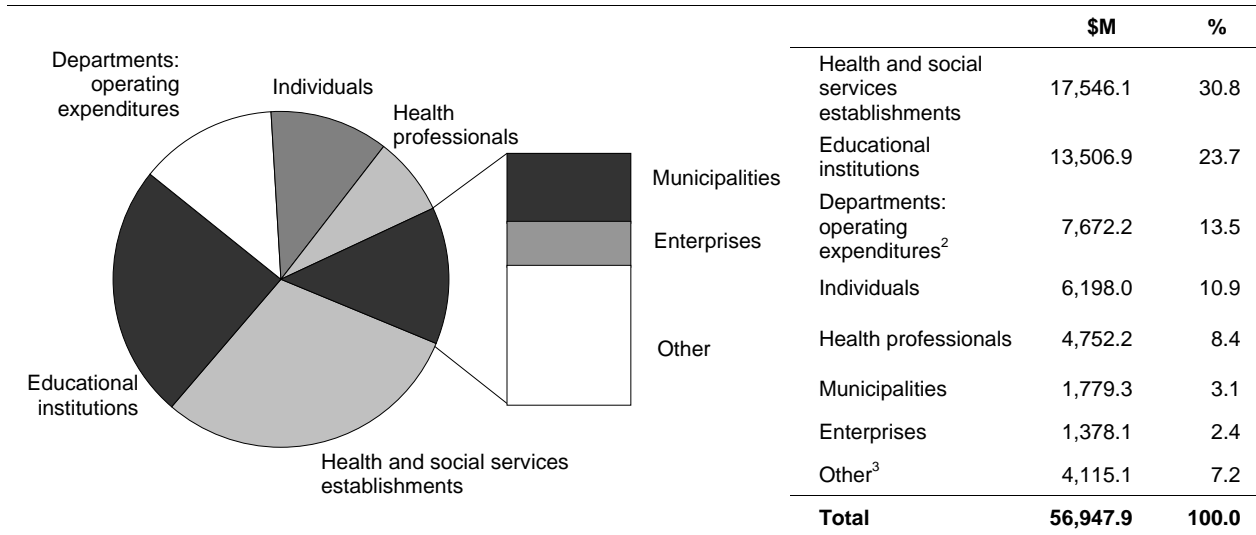 Departments:
operating
expenditures
Individuals
Health
professionals
Municipalities
Enterprises
Other
Educational
institutions
Health and social services
establishments
$M %
Health and social
services
establishments 17,546.1 30.8
Educational
institutions 13,506.9 23.7
Departments:
operating
expenditures² 7,672.2 13.5
Individuals 6,198.0 10.9
Health professionals 4,752.2 8.4
Municipalities 1,779.3 3.1
Enterprises 1,378.1 2.4
Other³ 4,115.1 7.2
Total 56,947.9 100.0